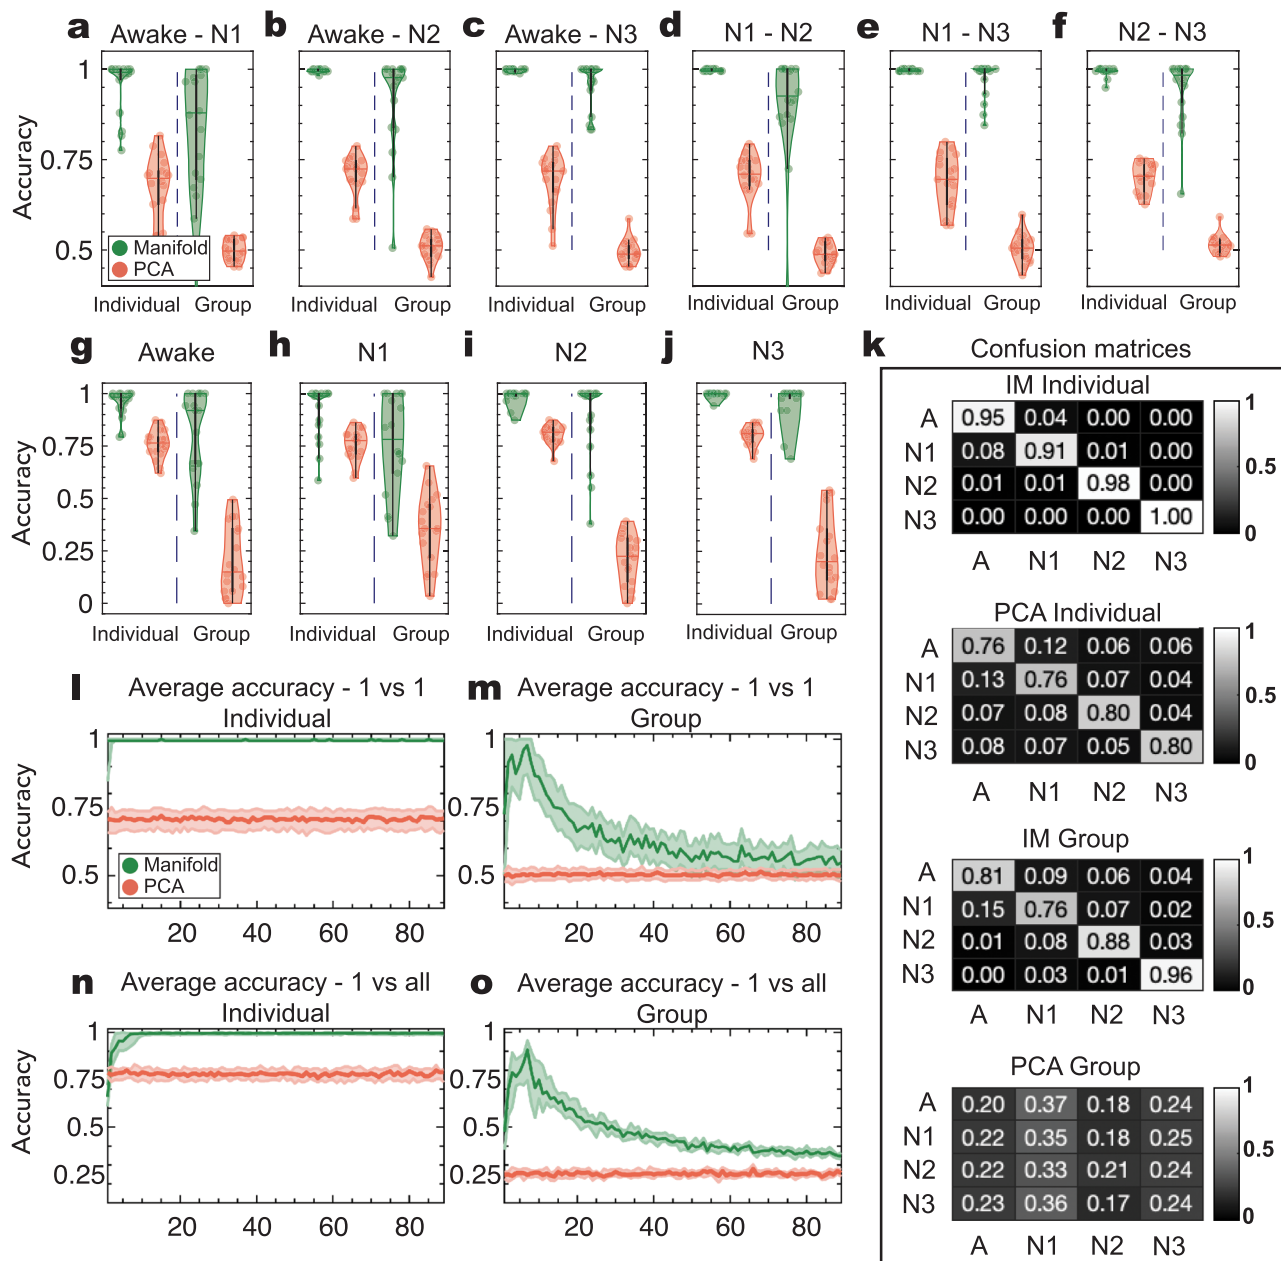 a Awake - N1
b Awake - N2
c Awake - N3
d N1 - N2
e N1 - N3
f N2 - N3
Accuracy
1
0.75
0.5
Manifold
PCA
Individual Group
Individual Group
Individual Group
Individual Group
Individual Group
Individual Group
g Awake
h N1
i N2
j N3
Accuracy
1
0.75
0.5
0.25
0
Individual Group
Individual Group
Individual Group
Individual Group
k Confusion matrices
IM Individual
A 0.95 0.04 0.00 0.00
N1 0.08 0.91 0.01 0.00
N2 0.01 0.01 0.98 0.00
N3 0.00 0.00 0.00 1.00
A N1 N2 N3
1
0.5
0
PCA Individual
A 0.76 0.12 0.06 0.06
N1 0.13 0.76 0.07 0.04
N2 0.07 0.08 0.80 0.04
N3 0.08 0.07 0.05 0.80
A N1 N2 N3
1
0.5
0
IM Group
A 0.81 0.09 0.06 0.04
N1 0.15 0.76 0.07 0.02
N2 0.01 0.08 0.88 0.03
N3 0.00 0.03 0.01 0.96
A N1 N2 N3
1
0.5
0
PCA Group
A 0.20 0.37 0.18 0.24
N1 0.22 0.35 0.18 0.25
N2 0.22 0.33 0.21 0.24
N3 0.23 0.36 0.17 0.24
A N1 N2 N3
1
0.5
0
l Average accuracy - 1 vs 1
Individual
Accuracy
1
0.75
0.5
Manifold
PCA
20 40 60 80
m Average accuracy - 1 vs 1
Group
1
0.75
0.5
20 40 60 80
n Average accuracy - 1 vs all
Individual
Accuracy
1
0.75
0.5
0.25
20 40 60 80
o Average accuracy - 1 vs all
Group
1
0.75
0.5
0.25
20 40 60 80